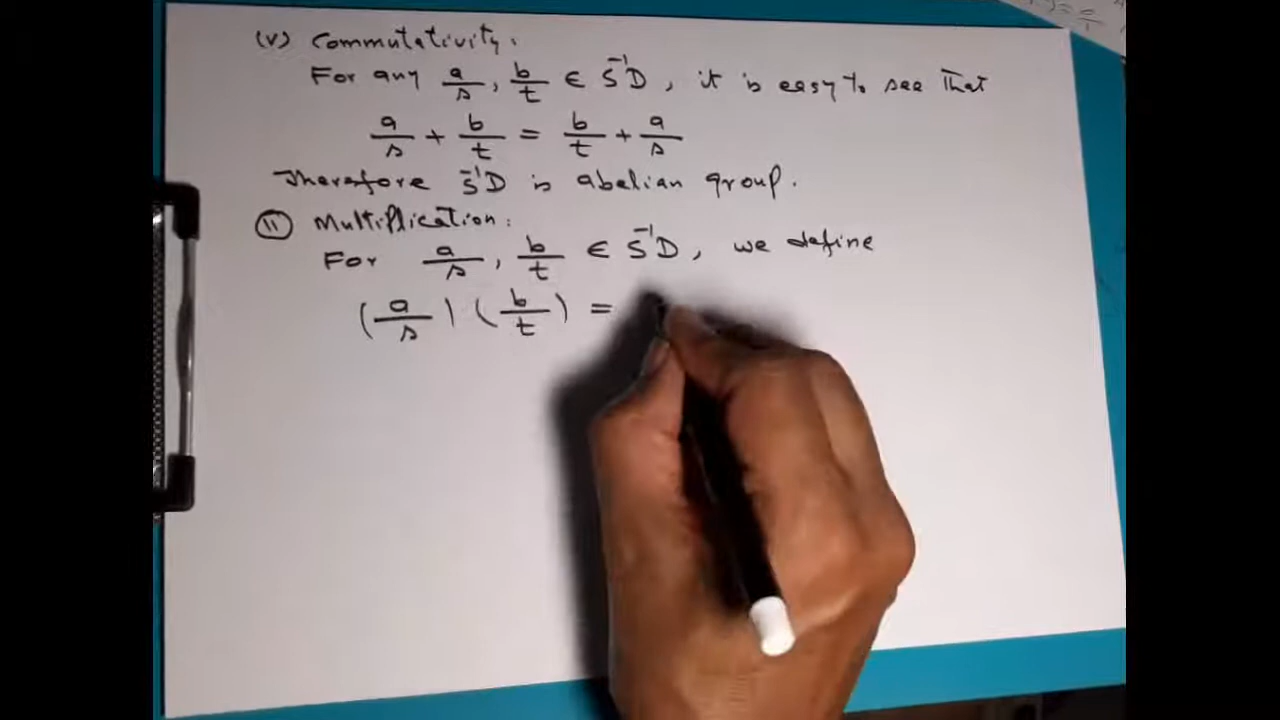 (v) Commutativity.
For any a/s, b/t ∈ S⁻¹D, it is easy to see that
a/s + b/t = b/t + a/s
Therefore S⁻¹D is abelian group.
(II) Multiplication:
For a/s, b/t ∈ S⁻¹D, we define
(a/s) (b/t) =